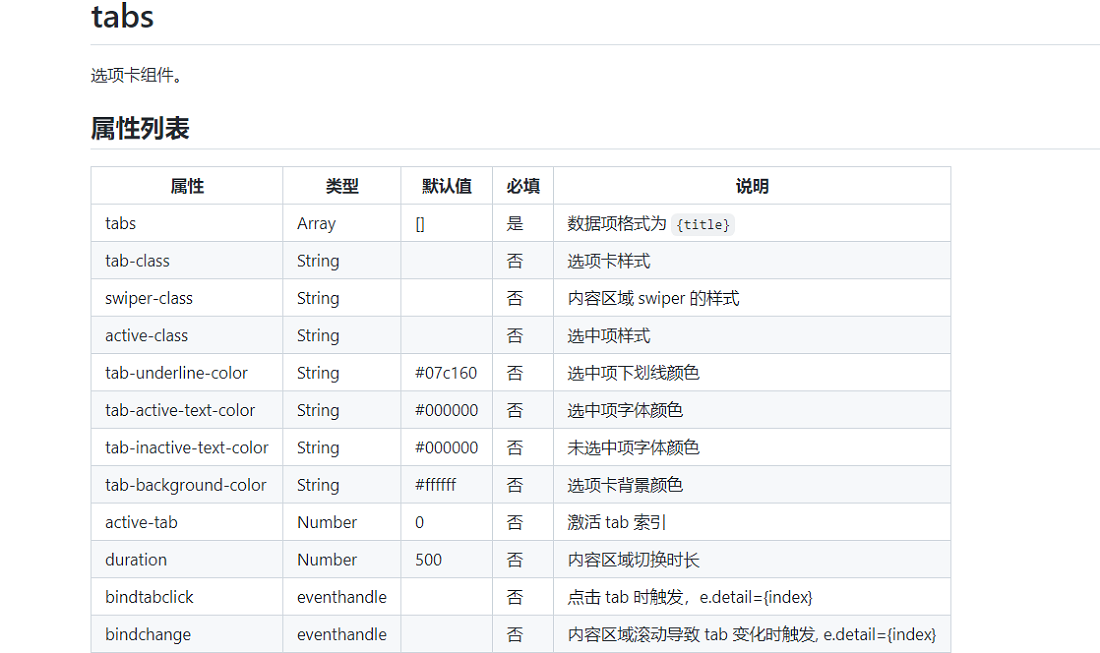 tabs
选项卡组件。
属性列表
属性 类型 默认值 必填 说明
tabs Array [] 是 数据项格式为 {title}
tab-class String 否 选项卡样式
swiper-class String 否 内容区域 swiper 的样式
active-class String 否 选中项样式
tab-underline-color String #07c160 否 选中项下划线颜色
tab-active-text-color String #000000 否 选中项字体颜色
tab-inactive-text-color String #000000 否 未选中项字体颜色
tab-background-color String #ffffff 否 选项卡背景颜色
active-tab Number 0 否 激活 tab 索引
duration Number 500 否 内容区域切换时长
bindtabclick eventhandle 否 点击 tab 时触发，e.detail={index}
bindchange eventhandle 否 内容区域滚动导致 tab 变化时触发, e.detail={index}